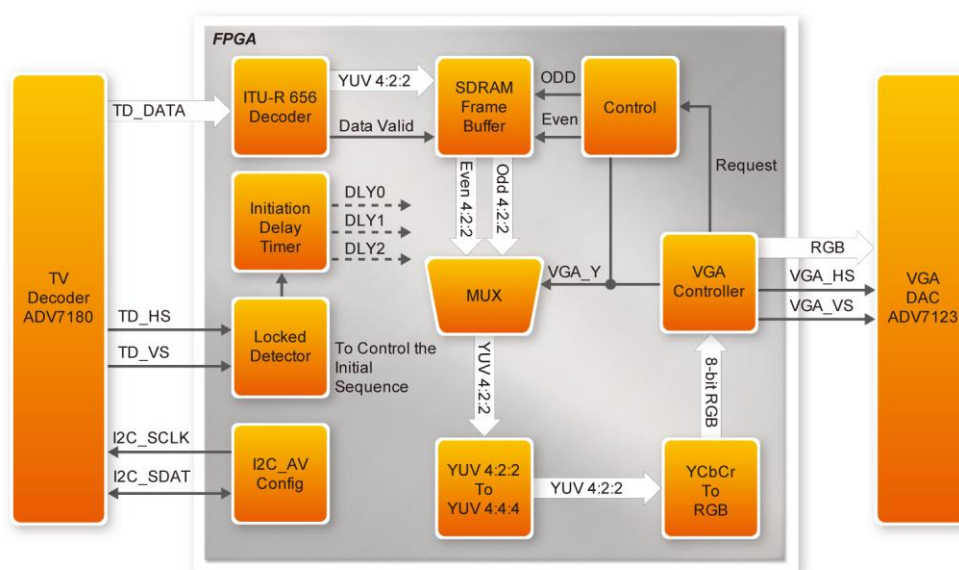 FPGA
TV
Decoder
ADV7180
TD_DATA
TD_HS
TD_VS
I2C_SCLK
I2C_SDAT
ITU-R 656
Decoder
YUV 4:2:2
Data Valid
SDRAM
Frame
Buffer
ODD
Even
Control
Request
Initiation
Delay
Timer
DLY0
DLY1
DLY2
Even 4:2:2
Odd 4:2:2
MUX
VGA_Y
VGA
Controller
RGB
VGA_HS
VGA_VS
VGA
DAC
ADV7123
Locked
Detector
To Control the
Initial
Sequence
YUV 4:2:2
8-bit RGB
I2C_AV
Config
YUV 4:2:2
To
YUV 4:4:4
YUV 4:2:2
YCbCr
To
RGB